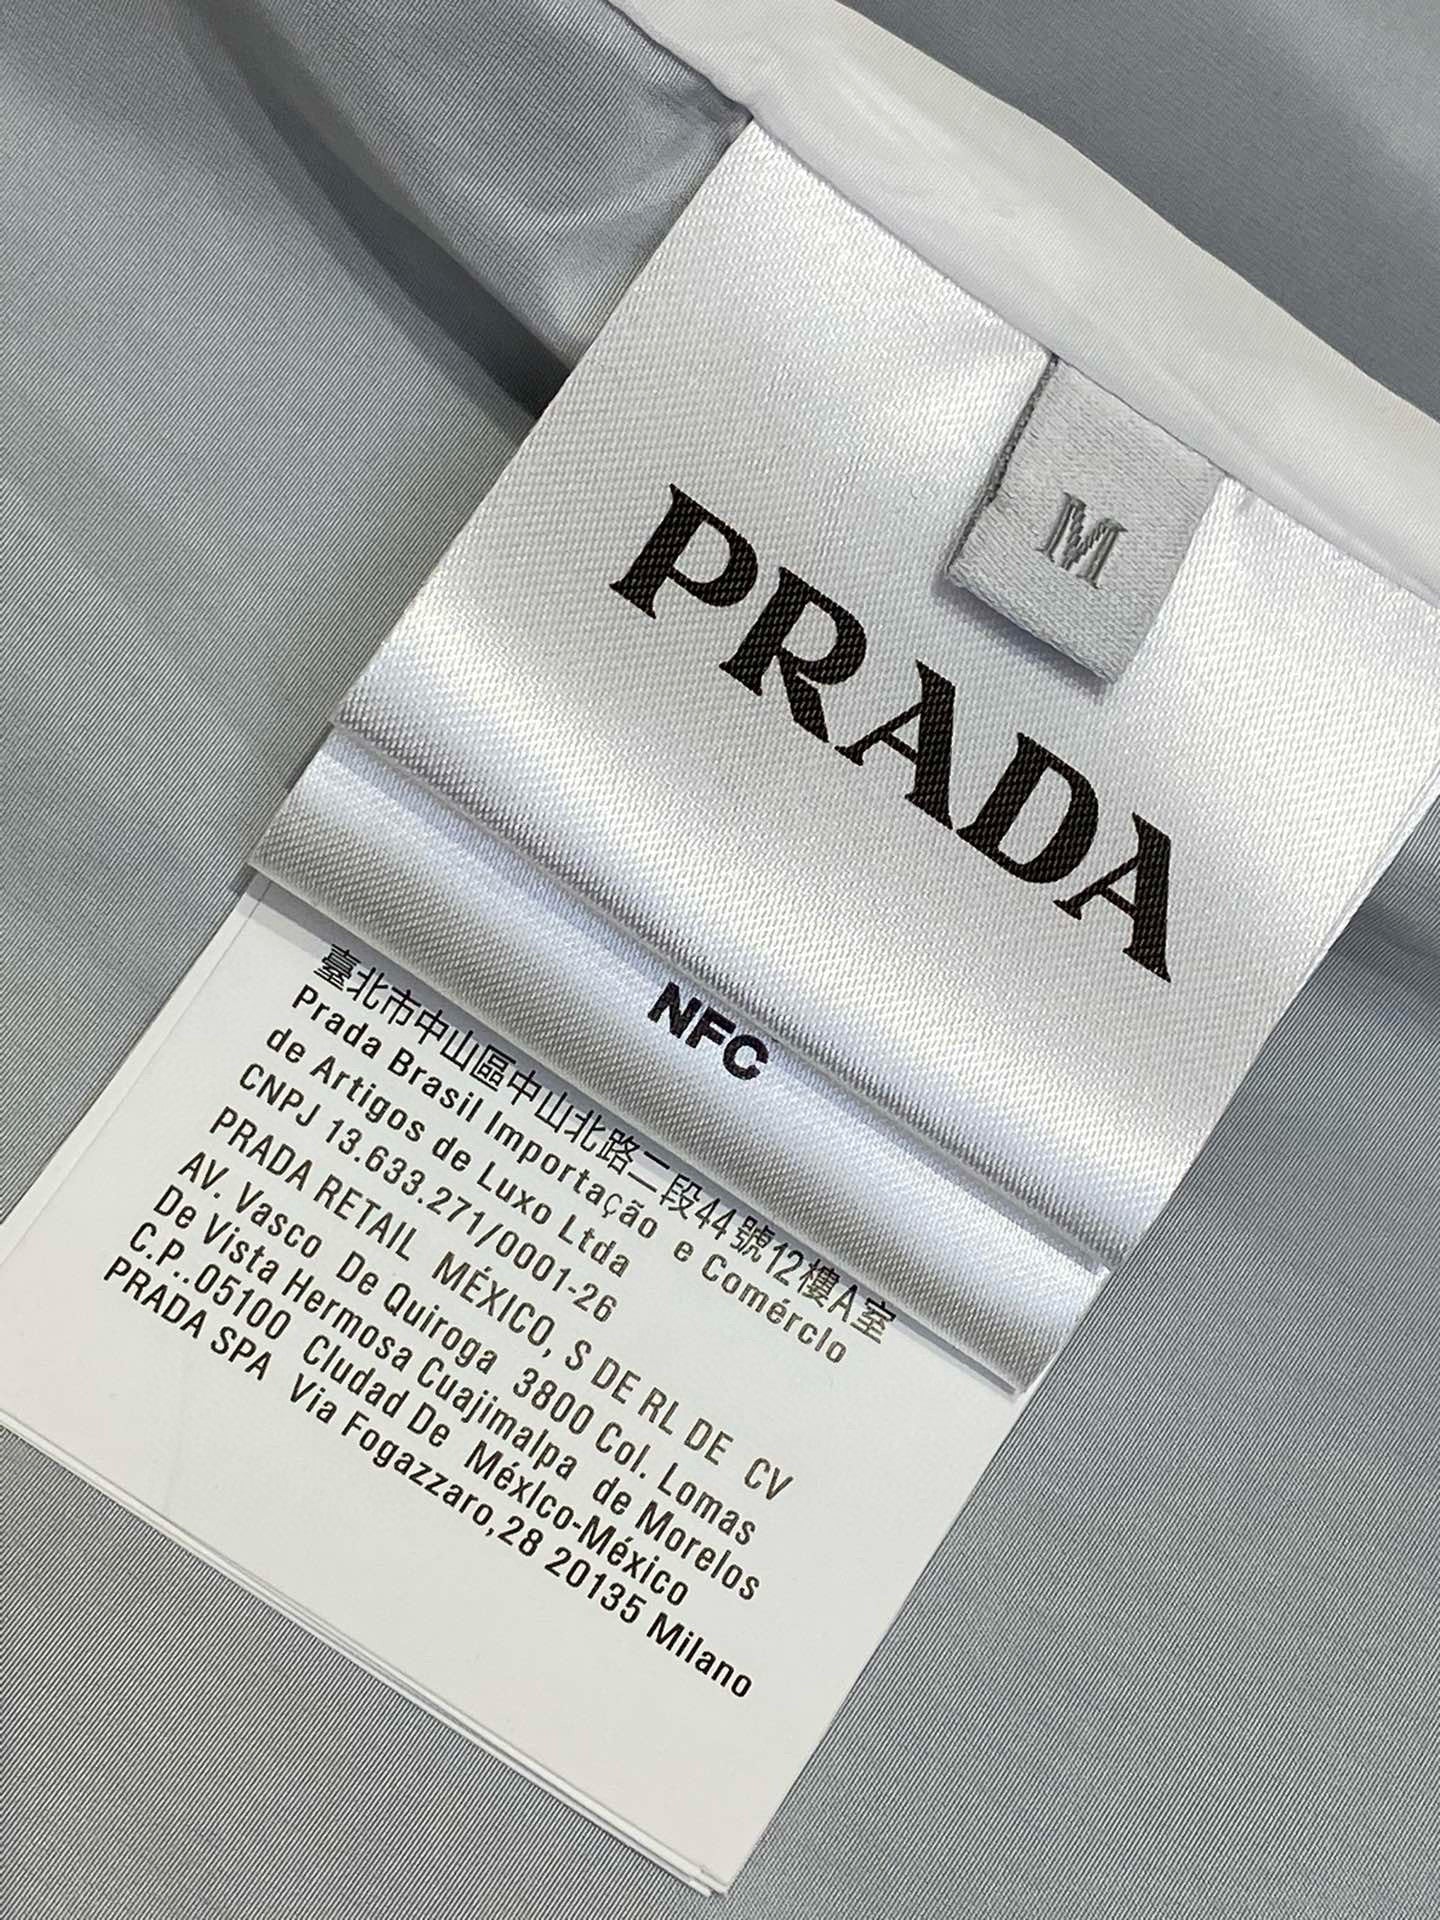 M
PRADA
NFC
臺北市中山區中山北路二段44號12樓A室
Prada Brasil Importação e Comérclo
de Artigos de Luxo Ltda
CNPJ 13.633.271/0001-26
PRADA RETAIL MÉXICO, S DE RL DE CV
AV. Vasco De Quiroga 3800 Col. Lomas
De Vista Hermosa Cuajimalpa de Morelos
C.P..05100 Cludad De Méxlco-México
PRADA SPA Via Fogazzaro,28 20135 Milano